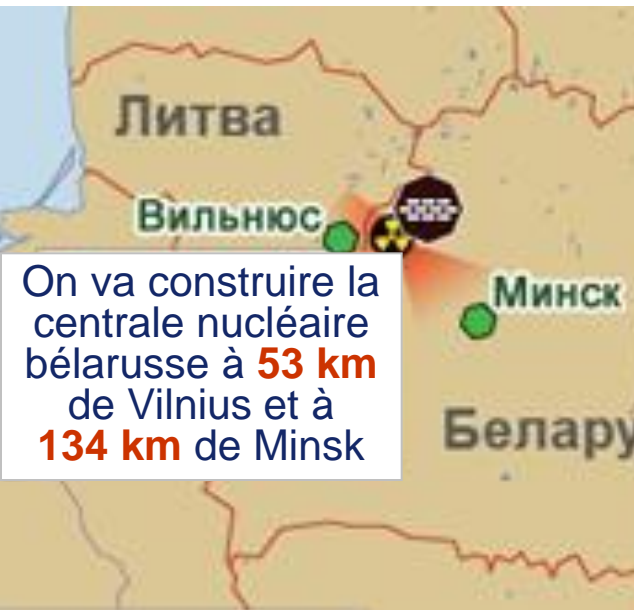 Литва
Вильнюс
On va construire la
centrale nucléaire
bélarusse à 53 km
de Vilnius et à
134 km de Minsk
Минск
Белару